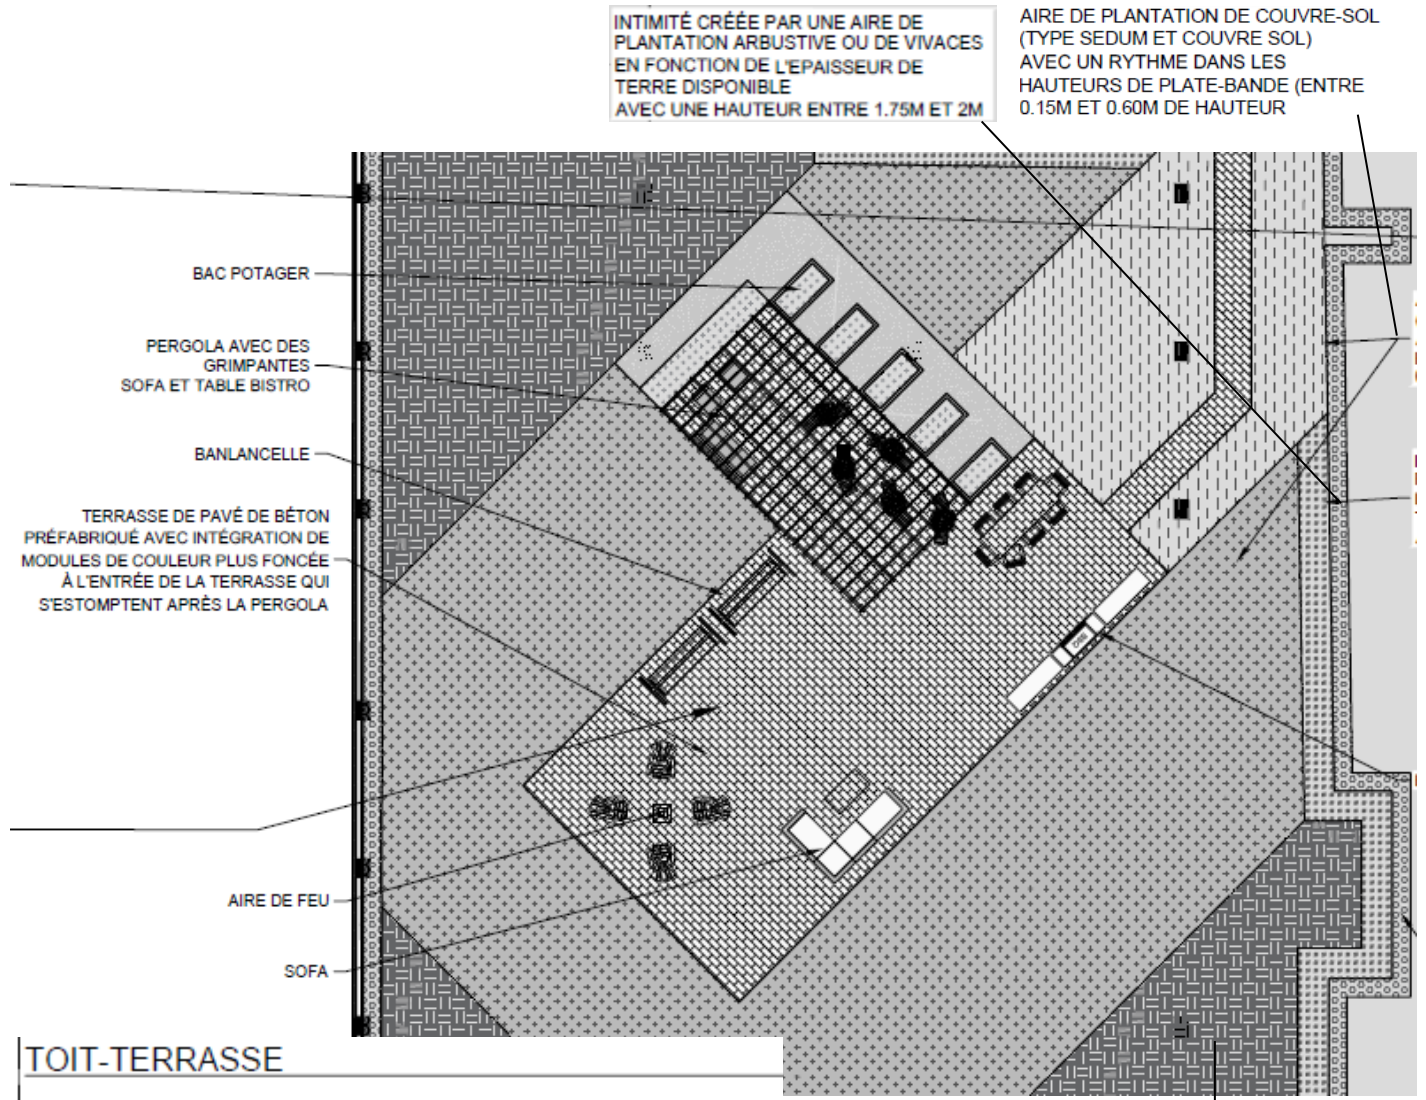 INTIMITÉ CRÉÉE PAR UNE AIRE DE
PLANTATION ARBUSTIVE OU DE VIVACES
EN FONCTION DE L'EPAISSEUR DE
TERRE DISPONIBLE
AVEC UNE HAUTEUR ENTRE 1.75M ET 2M
AIRE DE PLANTATION DE COUVRE-SOL
(TYPE SEDUM ET COUVRE SOL)
AVEC UN RYTHME DANS LES
HAUTEURS DE PLATE-BANDE (ENTRE
0.15M ET 0.60M DE HAUTEUR
BAC POTAGER
PERGOLA AVEC DES
GRIMPANTES
SOFA ET TABLE BISTRO
BANLANCELLE
TERRASSE DE PAVÉ DE BÉTON
PRÉFABRIQUÉ AVEC INTÉGRATION DE
MODULES DE COULEUR PLUS FONCÉE
À L'ENTRÉE DE LA TERRASSE QUI
S'ESTOMPTENT APRÈS LA PERGOLA
AIRE DE FEU
SOFA
TOIT-TERRASSE